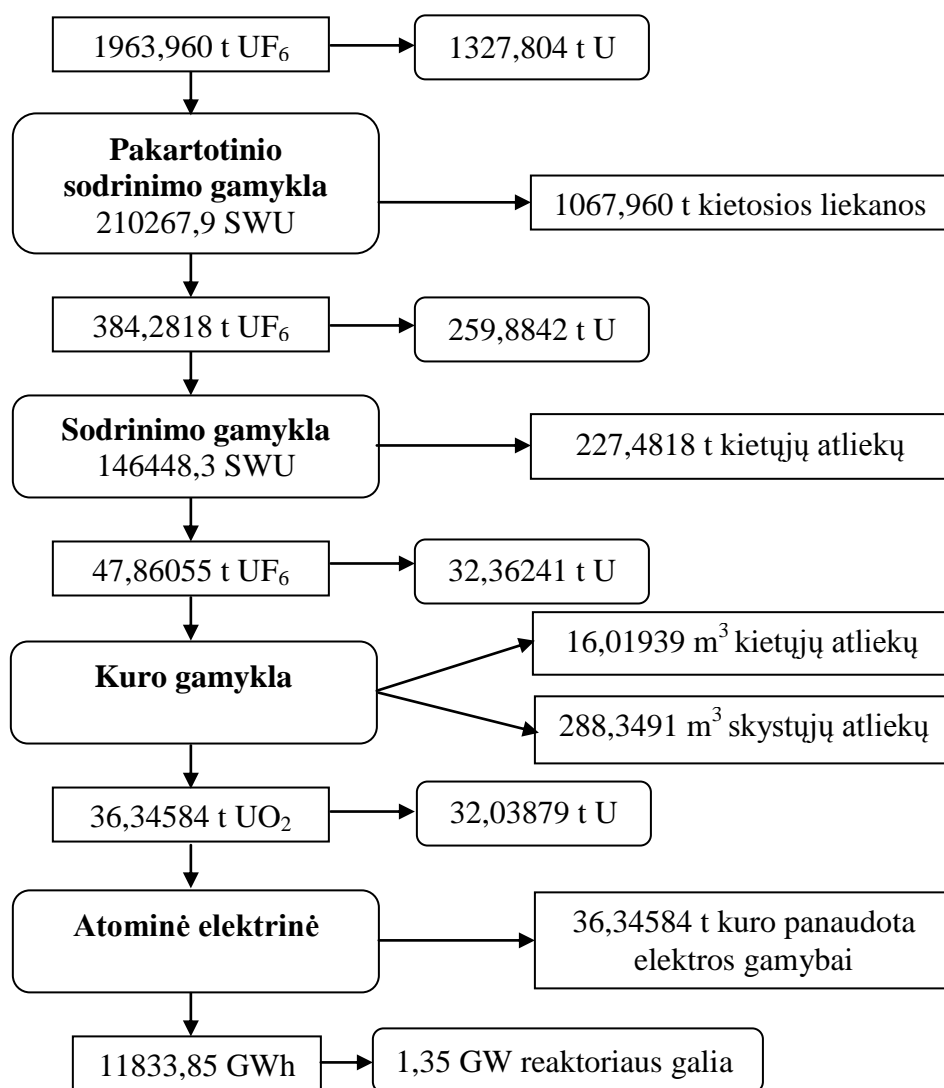 1963,960 t UF₆
1327,804 t U
Pakartotinio
sodrinimo gamykla
210267,9 SWU
1067,960 t kietosios liekanos
384,2818 t UF₆
259,8842 t U
Sodrinimo gamykla
146448,3 SWU
227,4818 t kietųjų atliekų
47,86055 t UF₆
32,36241 t U
Kuro gamykla
16,01939 m³ kietųjų atliekų
288,3491 m³ skystųjų atliekų
36,34584 t UO₂
32,03879 t U
Atominė elektrinė
36,34584 t kuro panaudota
elektros gamybai
11833,85 GWh
1,35 GW reaktoriaus galia